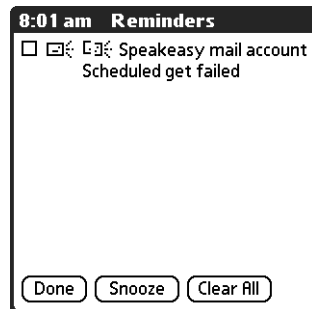 8:01 am Reminders
Speakeasy mail account
Scheduled get failed
Done Snooze Clear All